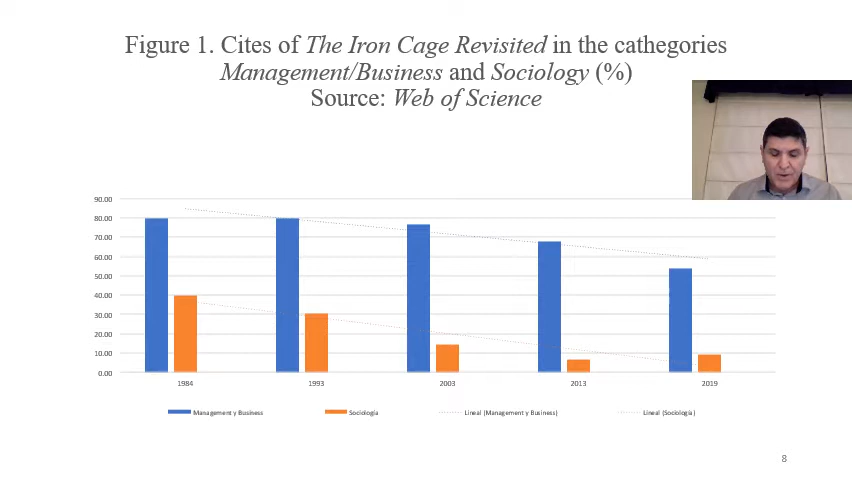 Figure 1. Cites of The Iron Cage Revisited in the cathegories
Management/Business and Sociology (%)
Source: Web of Science
90.00
80.00
70.00
60.00
50.00
40.00
30.00
20.00
10.00
0.00
1984 1993 2003 2013 2019
Management y Business Sociología Lineal (Management y Business) Lineal (Sociología)
8